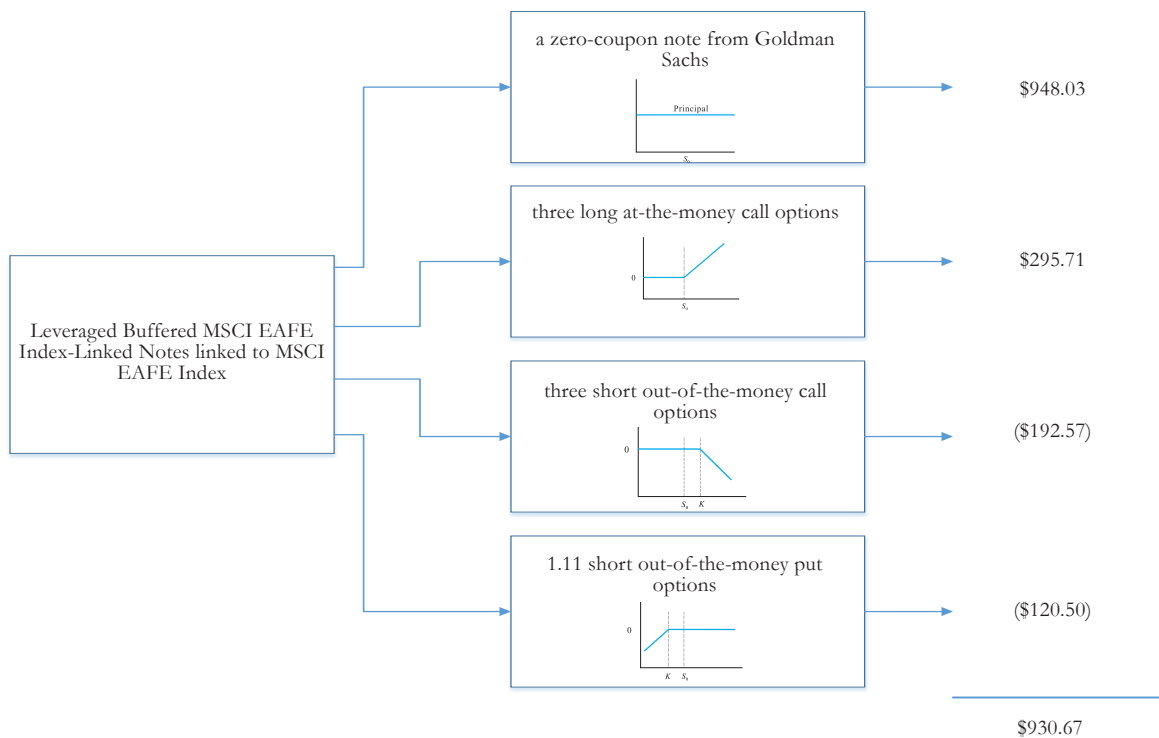 a zero-coupon note from Goldman
Sachs
Principal
S₀
$948.03
three long at-the-money call options
0
S₀
$295.71
Leveraged Buffered MSCI EAFE
Index-Linked Notes linked to MSCI
EAFE Index
three short out-of-the-money call
options
0
S₀ K
($192.57)
1.11 short out-of-the-money put
options
0
K S₀
($120.50)
$930.67